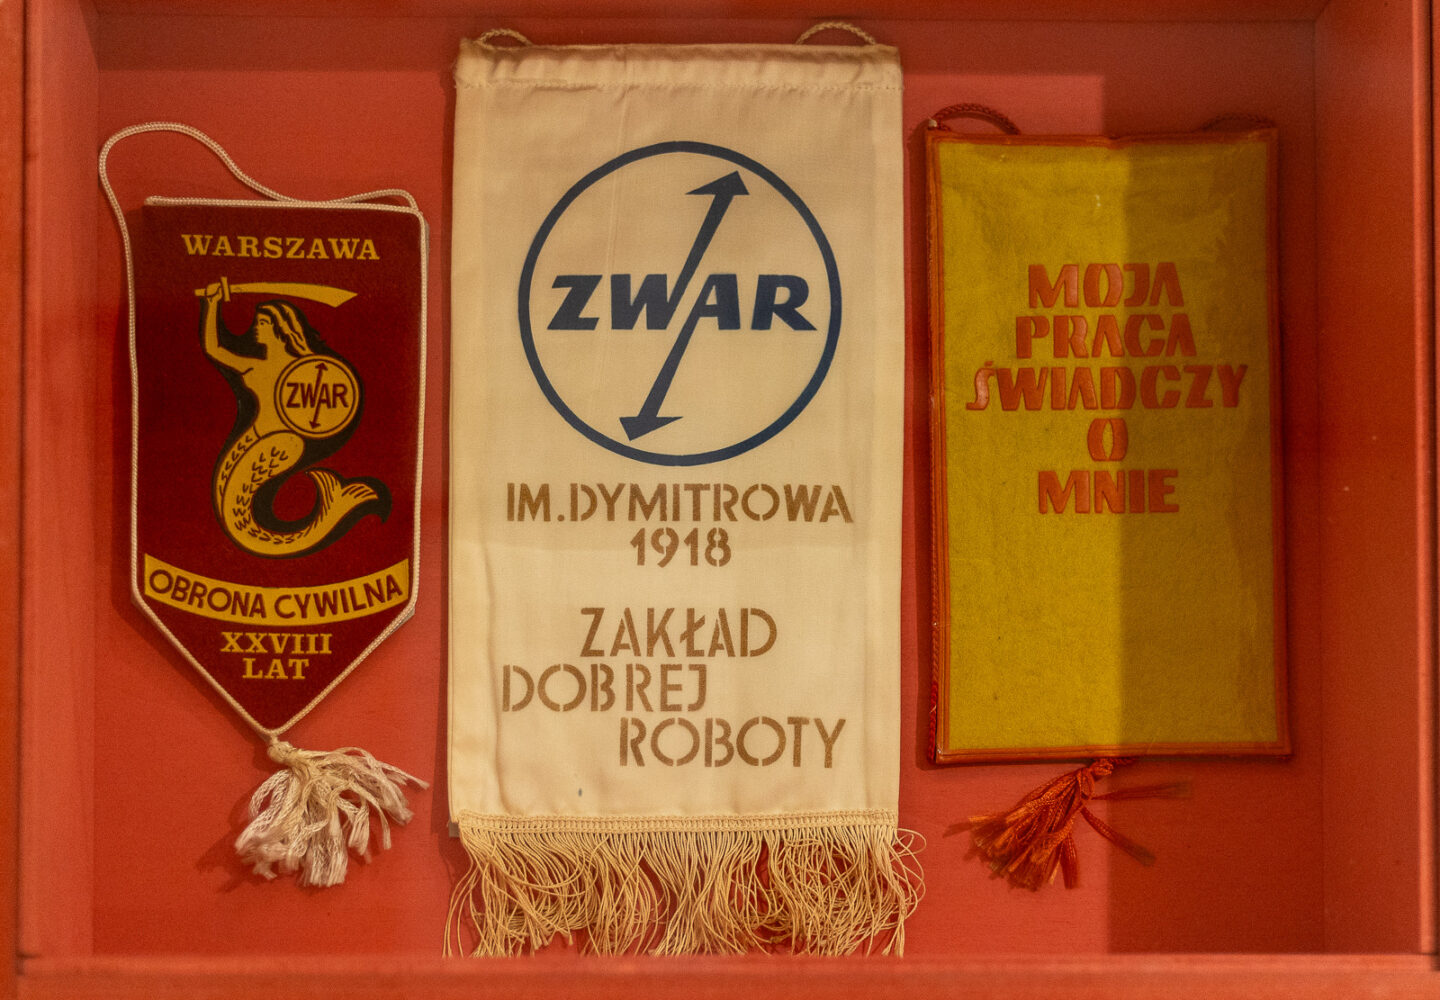 WARSZAWA
ZWAR
OBRONA CYWILNA
XXVIII
LAT
ZWAR
IM.DYMITROWA
1918
ZAKŁAD
DOBREJ
ROBOTY
MOJA
PRACA
ŚWIADCZY
O
MNIE